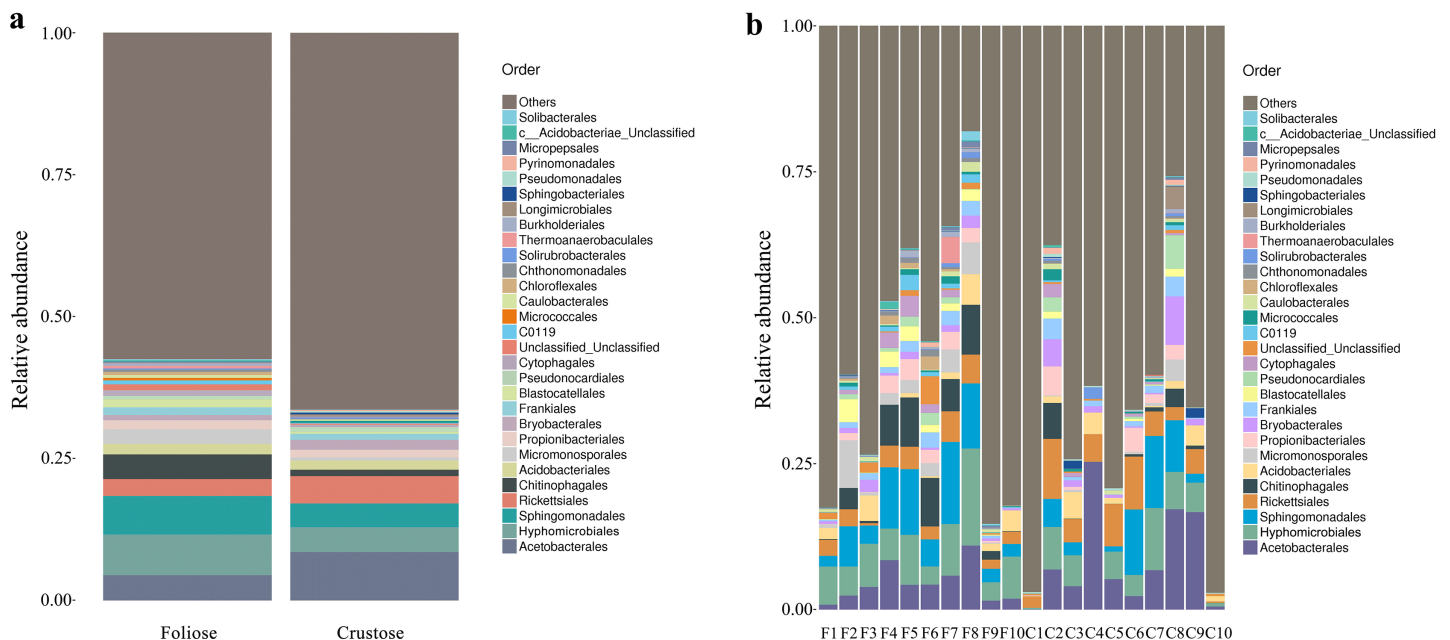 a
1.00-
0.75-
0.50-
0.25-
0.00-
Relative abundance
Foliose
Crustose
Order
Others
Solibacterales
c__Acidobacteriae_Unclassified
Micropepsales
Pyrinomonadales
Pseudomonadales
Sphingobacteriales
Longimicrobiales
Burkholderiales
Thermoanaerobaculales
Solirubrobacterales
Chthonomonadales
Chloroflexales
Caulobacterales
Micrococcales
C0119
Unclassified_Unclassified
Cytophagales
Pseudonocardiales
Blastocatellales
Frankiales
Bryobacterales
Propionibacteriales
Micromonosporales
Acidobacteriales
Chitinophagales
Rickettsiales
Sphingomonadales
Hyphomicrobiales
Acetobacterales
b
1.00-
0.75-
0.50-
0.25-
0.00-
Relative abundance
F1 F2 F3 F4 F5 F6 F7 F8 F9 F10 C1 C2 C3 C4 C5 C6 C7 C8 C9 C10
Order
Others
Solibacterales
c__Acidobacteriae_Unclassified
Micropepsales
Pyrinomonadales
Pseudomonadales
Sphingobacteriales
Longimicrobiales
Burkholderiales
Thermoanaerobaculales
Solirubrobacterales
Chthonomonadales
Chloroflexales
Caulobacterales
Micrococcales
C0119
Unclassified_Unclassified
Cytophagales
Pseudonocardiales
Blastocatellales
Frankiales
Bryobacterales
Propionibacteriales
Micromonosporales
Acidobacteriales
Chitinophagales
Rickettsiales
Sphingomonadales
Hyphomicrobiales
Acetobacterales